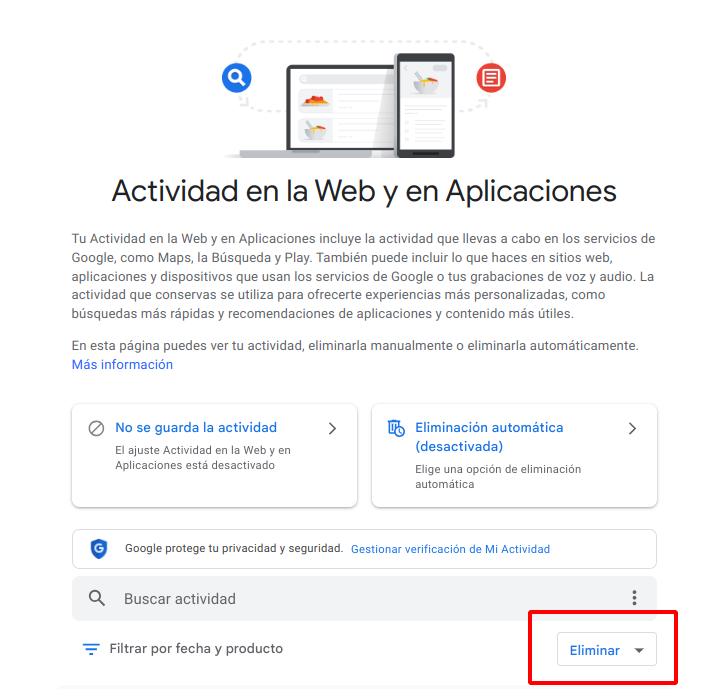 Actividad en la Web y en Aplicaciones
Tu Actividad en la Web y en Aplicaciones incluye la actividad que llevas a cabo en los servicios de
Google, como Maps, la Búsqueda y Play. También puede incluir lo que haces en sitios web,
aplicaciones y dispositivos que usan los servicios de Google o tus grabaciones de voz y audio. La
actividad que conservas se utiliza para ofrecerte experiencias más personalizadas, como
búsquedas más rápidas y recomendaciones de aplicaciones y contenido más útiles.
En esta página puedes ver tu actividad, eliminarla manualmente o eliminarla automáticamente.
Más información
No se guarda la actividad
El ajuste Actividad en la Web y en
Aplicaciones está desactivado
Eliminación automática
(desactivada)
Elige una opción de eliminación
automática
G
Google protege tu privacidad y seguridad. Gestionar verificación de Mi Actividad
Buscar actividad
Filtrar por fecha y producto
Eliminar